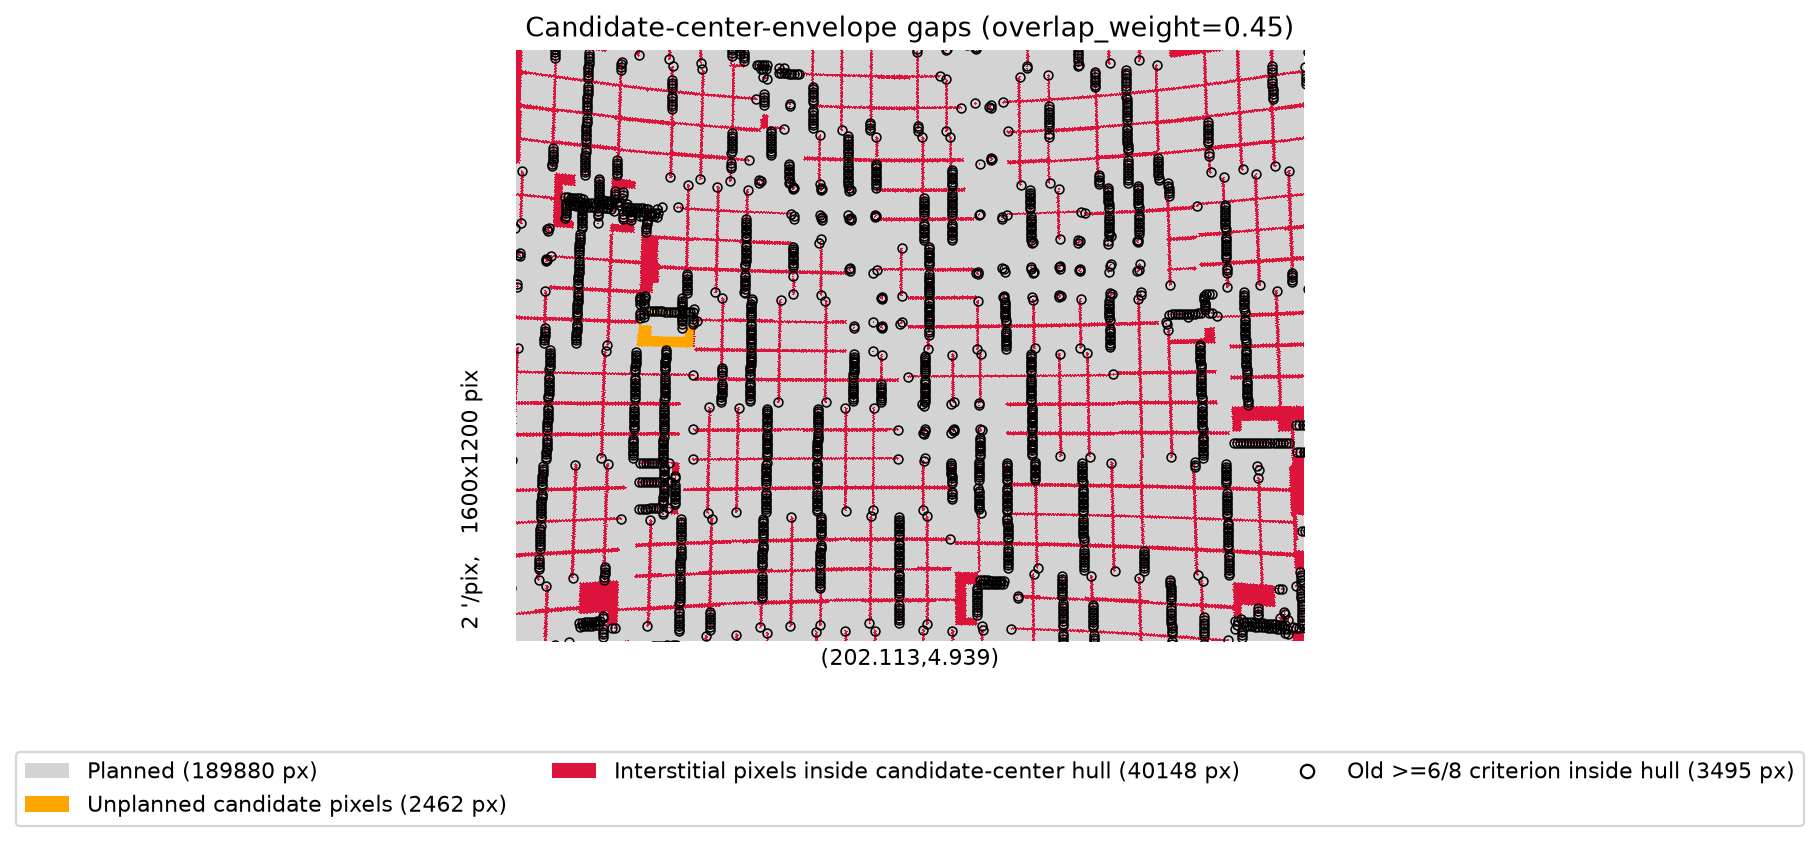 Candidate-center-envelope gaps (overlap_weight=0.45)
2 '/pix,   1600x1200 pix
(202.113,4.939)
Planned (189880 px)
Unplanned candidate pixels (2462 px)
Interstitial pixels inside candidate-center hull (40148 px)
Old >=6/8 criterion inside hull (3495 px)